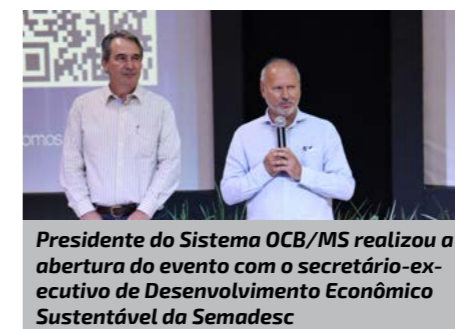 omos
Presidente do Sistema OCB/MS realizou a
abertura do evento com o secretário-ex-
ecutivo de Desenvolvimento Econômico
Sustentável da Semadesc